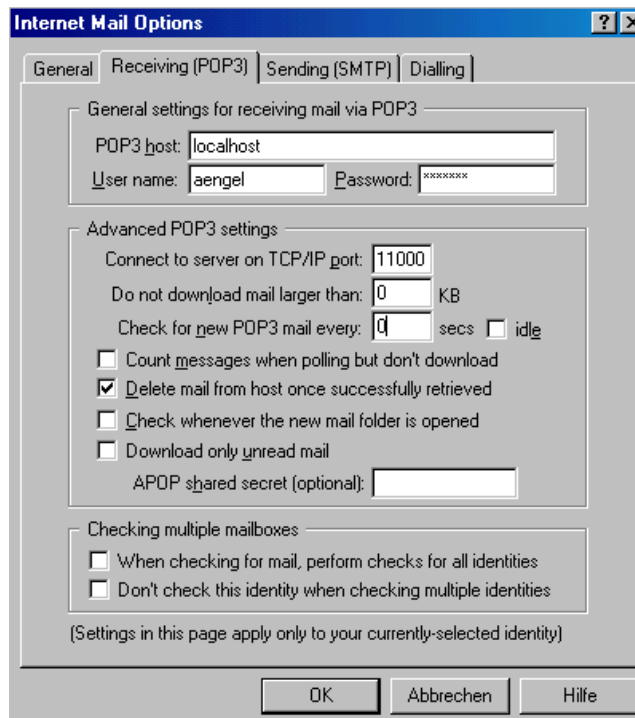 Internet Mail Options
General Receiving (POP3) Sending (SMTP) Dialling
General settings for receiving mail via POP3
POP3 host: localhost
User name: aengel Password: *******
Advanced POP3 settings
Connect to server on TCP/IP port: 11000
Do not download mail larger than: 0 KB
Check for new POP3 mail every: 0 secs idle
Count messages when polling but don't download
Delete mail from host once successfully retrieved
Check whenever the new mail folder is opened
Download only unread mail
APOP shared secret (optional):
Checking multiple mailboxes
When checking for mail, perform checks for all identities
Don't check this identity when checking multiple identities
(Settings in this page apply only to your currently-selected identity)
OK Abbrechen Hilfe